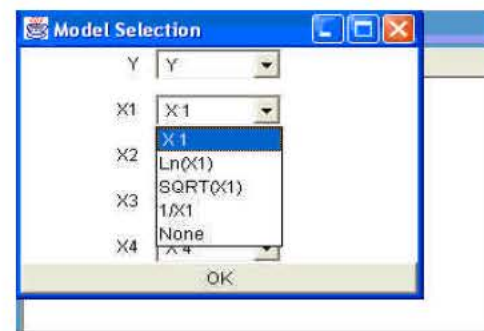 Model Selection
Y Y
X1 X1
X1
X2 Ln(X1)
SQRT(X1)
X3 1/X1
None
X4 X4
OK